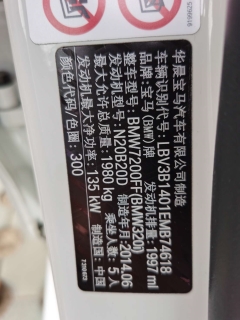 华晨宝马汽车有限公司制造
车辆识别代号: LBV3B1401EMB74618
品牌: 宝马(BMW)牌 发动机排量: 1997 ml
整车型号: BMW7200FF(BMW320i)
发动机型号: N20B20D 制造年月: 2014.06
最大允许总质量: 1980 kg 乘坐人数: 5人
发动机最大净功率: 135 kW 制造国: 中国
颜色代码/色圈: 300
7300452